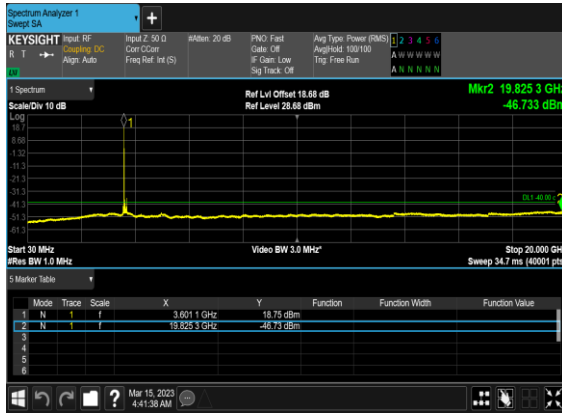 Spectrum Analyzer 1
Swept SA
+
KEYSIGHT Input: RF Input Z: 50 Ω #Atten: 20 dB PNO: Fast Avg Type: Power (RMS) 1 2 3 4 5 6
R T Coupling: DC Corr CCorr Gate: Off Avg|Hold: 100/100 A W W W W W
Align: Auto Freq Ref: Int (S) IF Gain: Low Trig: Free Run
LXI Sig Track: Off A N N N N N
1 Spectrum Ref Lvl Offset 18.68 dB Mkr2 19.825 3 GHz
Scale/Div 10 dB Ref Level 28.68 dBm -46.733 dBm
Log
1
18.7
8.68
-1.32
-11.3
-21.3
-31.3
DL1 -40.00
-41.3
-51.3
-61.3
Start 30 MHz Video BW 3.0 MHz* Stop 20.000 GH
#Res BW 1.0 MHz Sweep 34.7 ms (40001 pts
5 Marker Table
Mode Trace Scale X Y Function Function Width Function Value
1 N 1 f 3.601 1 GHz 18.75 dBm
2 N 1 f 19.825 3 GHz -46.73 dBm
3
4
5
6
? Mar 15, 2023
4:41:38 AM